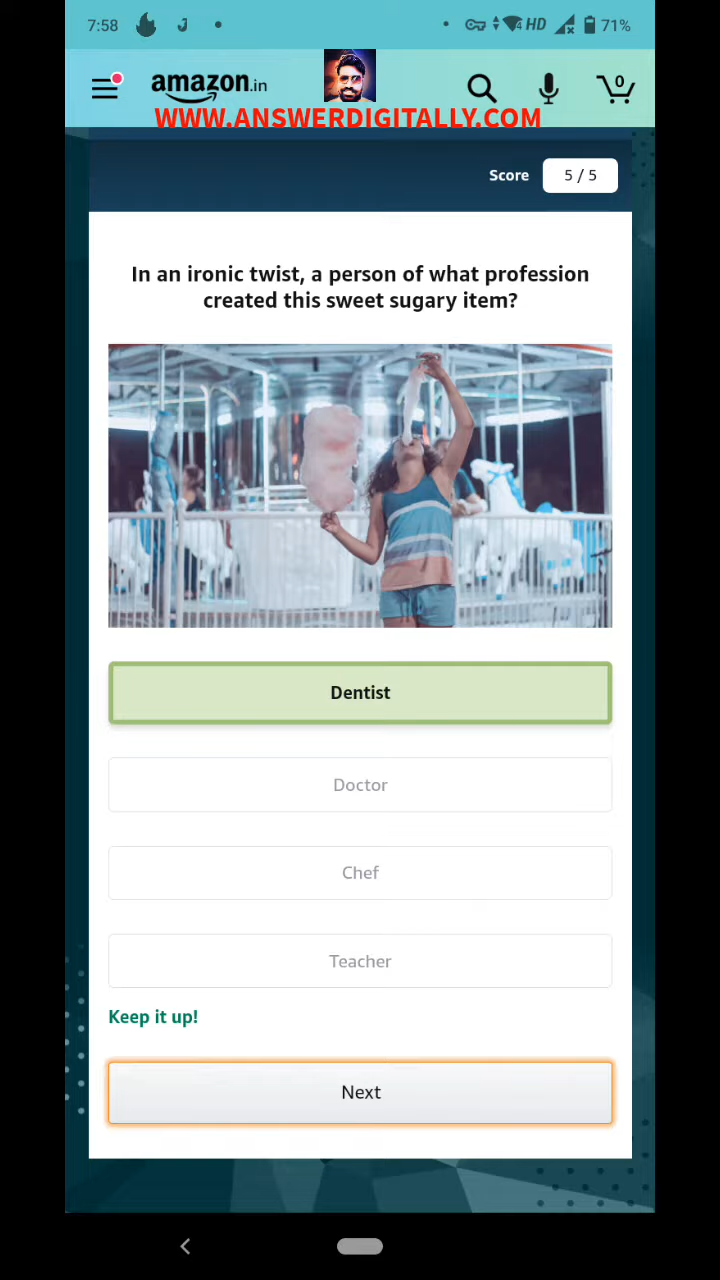 7:58
HD
71%
amazon.in
0
WWW.ANSWERDIGITALLY.COM
Score 5 / 5
In an ironic twist, a person of what profession
created this sweet sugary item?
Dentist
Doctor
Chef
Teacher
Keep it up!
Next